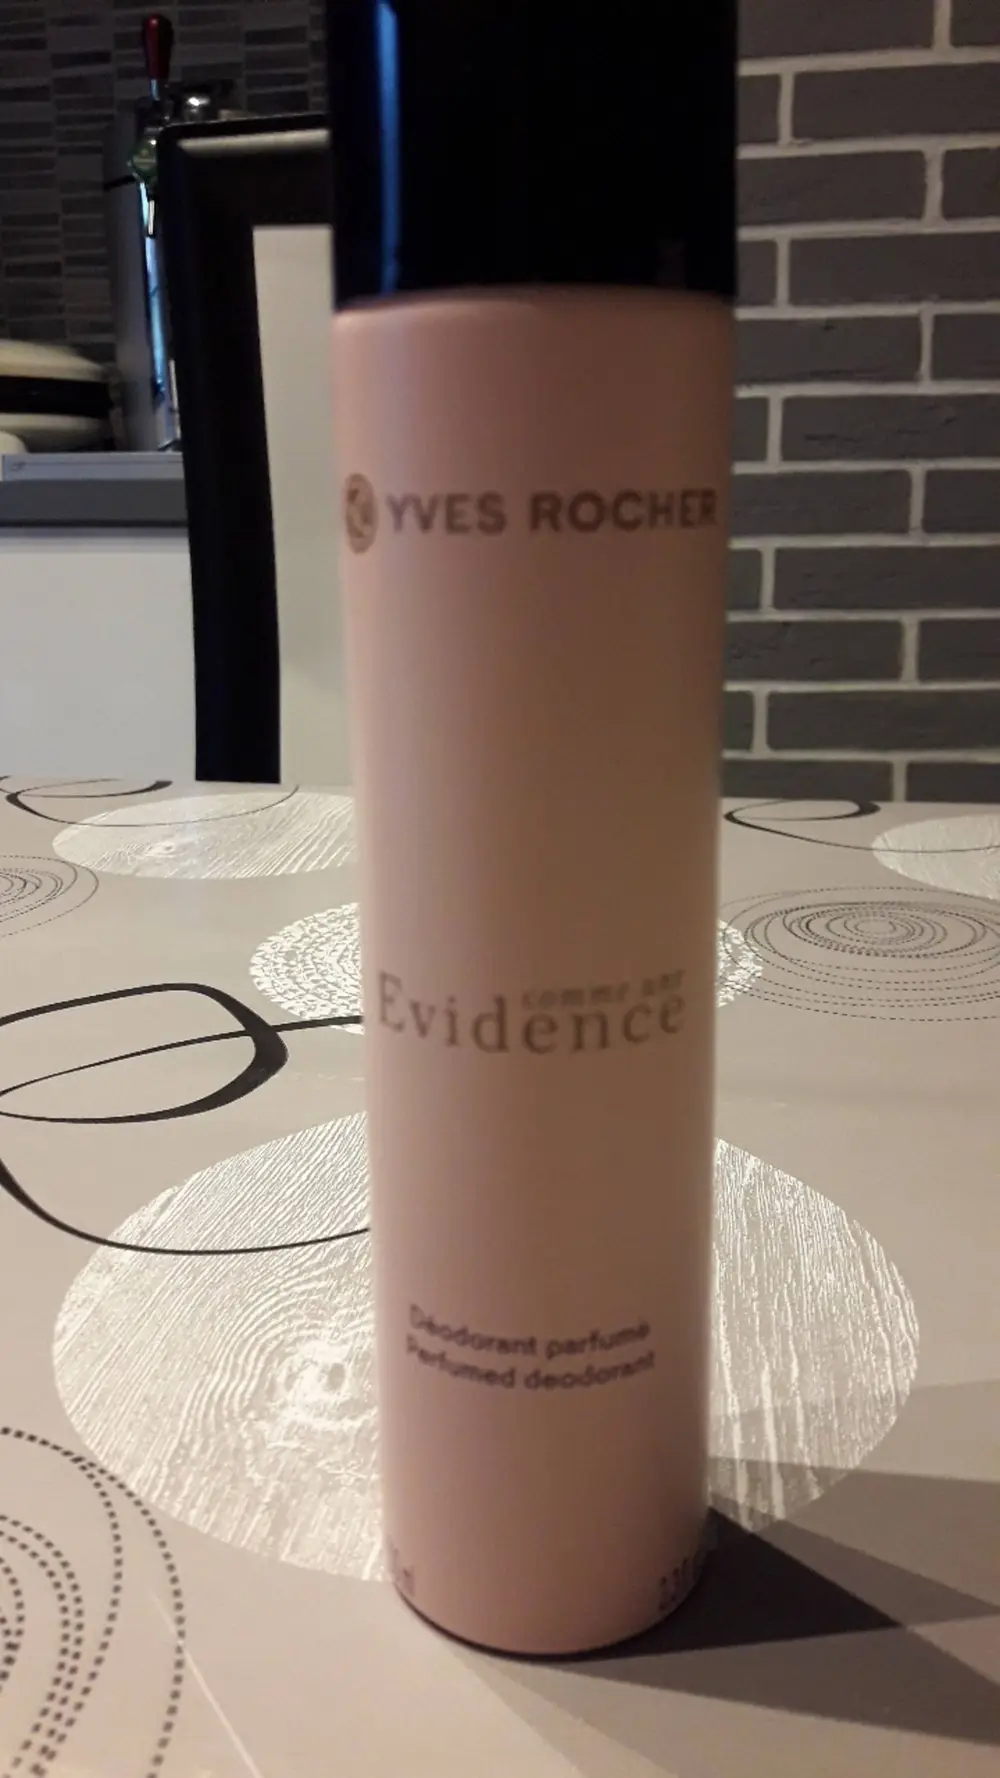 YVES ROCHER
comme une
Evidence
Déodorant parfumé
Perfumed deodorant